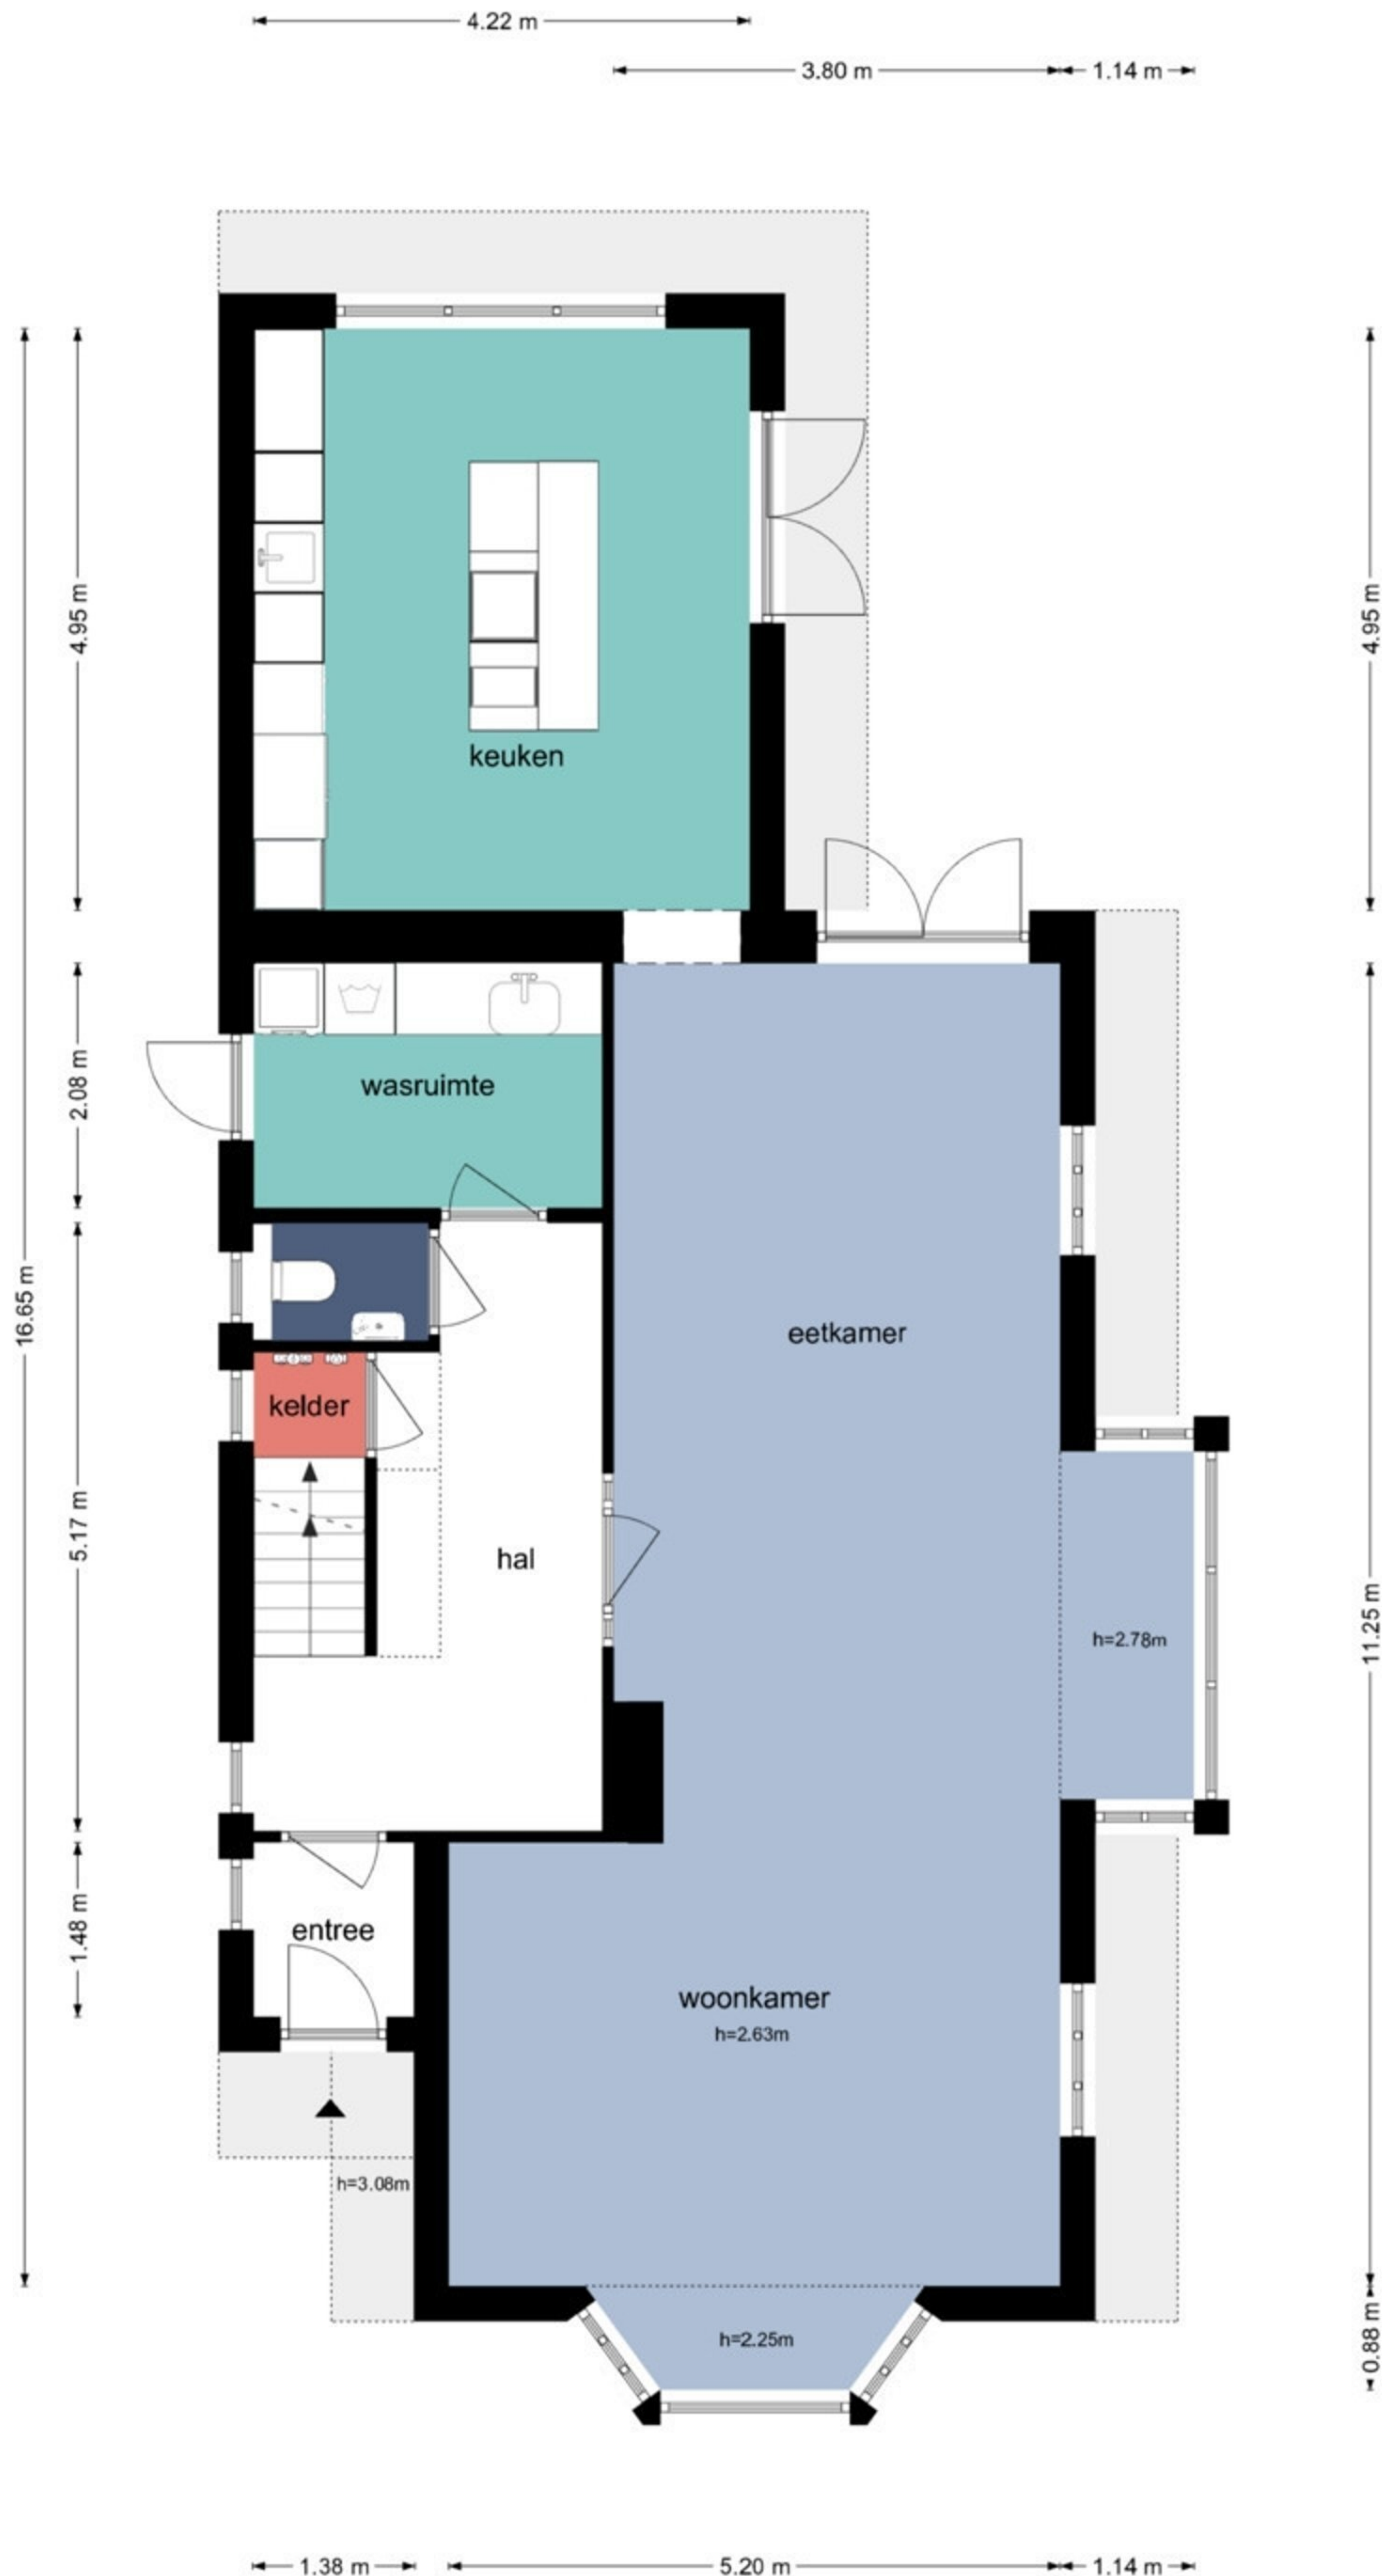 4.22 m
3.80 m
1.14 m
4.95 m
4.95 m
keuken
2.08 m
wasruimte
16.65 m
eetkamer
kelder
5.17 m
hal
11.25 m
h=2.78m
1.48 m
entree
woonkamer
h=2.63m
h=3.08m
h=2.25m
0.88 m
1.38 m
5.20 m
1.14 m